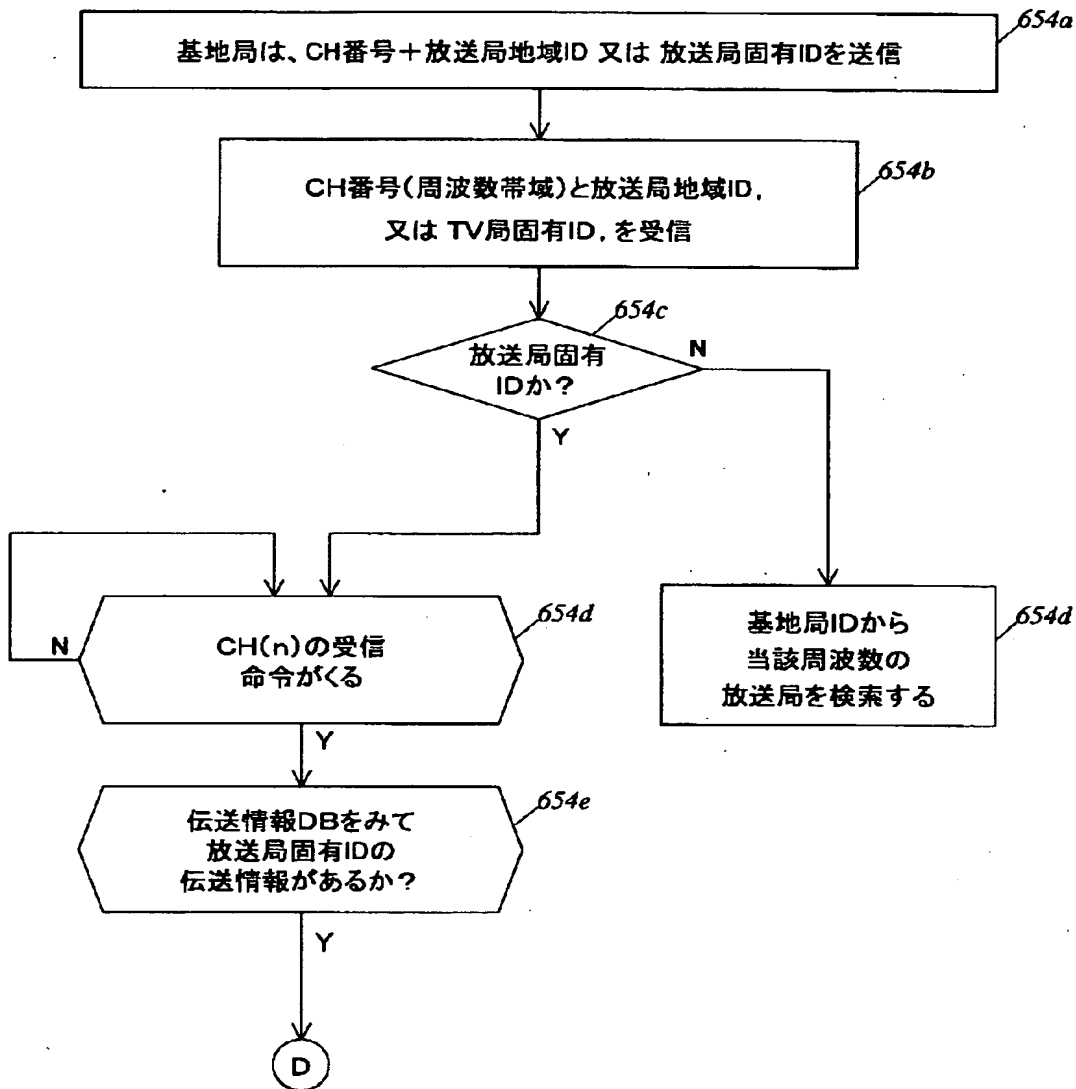 654a
基地局は、CH番号+放送局地域ID 又は 放送局固有IDを送信
654b
CH番号(周波数帯域)と放送局地域ID,
又は TV局固有ID, を受信
654c
放送局固有
IDか?
N
Y
654d
CH(n)の受信
命令がくる
N
Y
654d
基地局IDから
当該周波数の
放送局を検索する
654e
伝送情報DBをみて
放送局固有IDの
伝送情報があるか?
Y
D